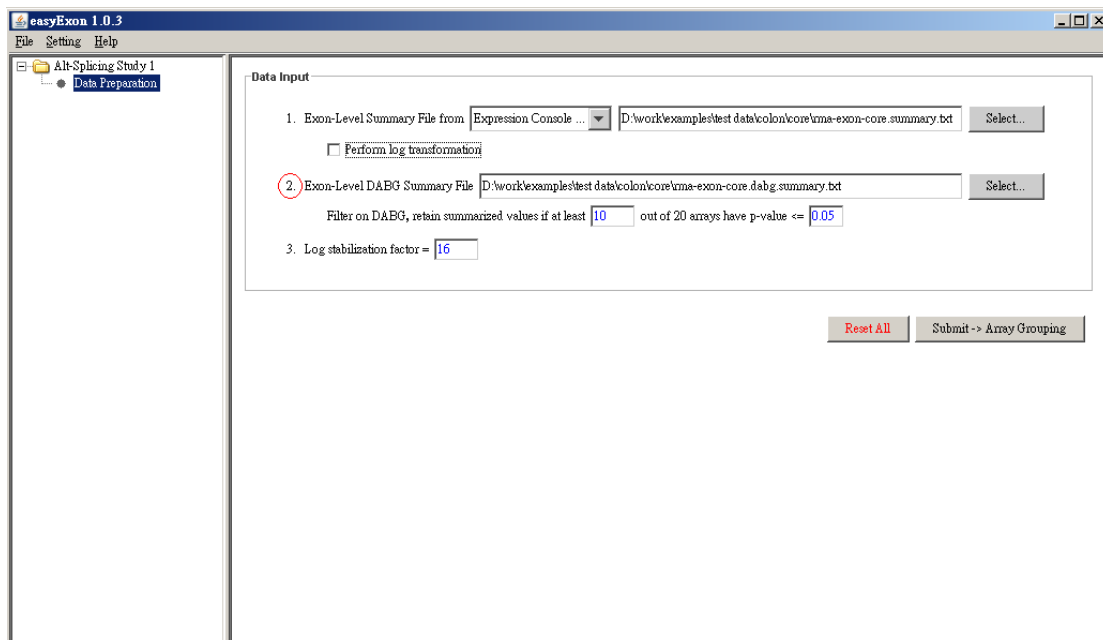 easyExon 1.0.3
File Setting Help
Alt-Splicing Study 1
Data Preparation
Data Input
1. Exon-Level Summary File from Expression Console ... D:\work\examples\test data\colon\core\rma-exon-core.summary.txt Select...
Perform log transformation
2. Exon-Level DABG Summary File D:\work\examples\test data\colon\core\rma-exon-core.dabg.summary.txt Select...
Filter on DABG, retain summarized values if at least 10 out of 20 arrays have p-value <= 0.05
3. Log stabilization factor = 16
Reset All Submit -> Array Grouping